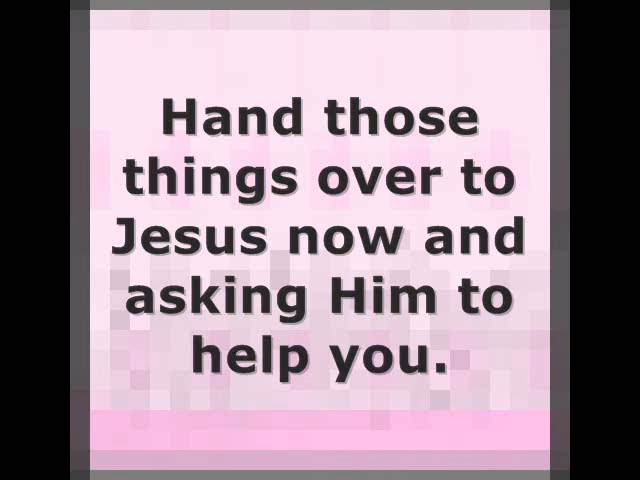 Hand those
things over to
Jesus now and
asking Him to
help you.